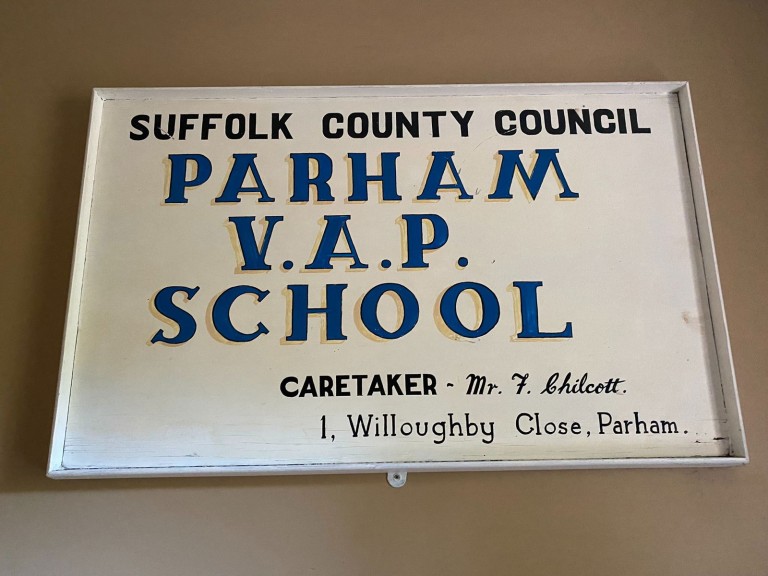 SUFFOLK COUNTY COUNCIL
PARHAM
V.A.P.
SCHOOL
CARETAKER - Mr. F. Chilcott.
1, Willoughby Close, Parham.